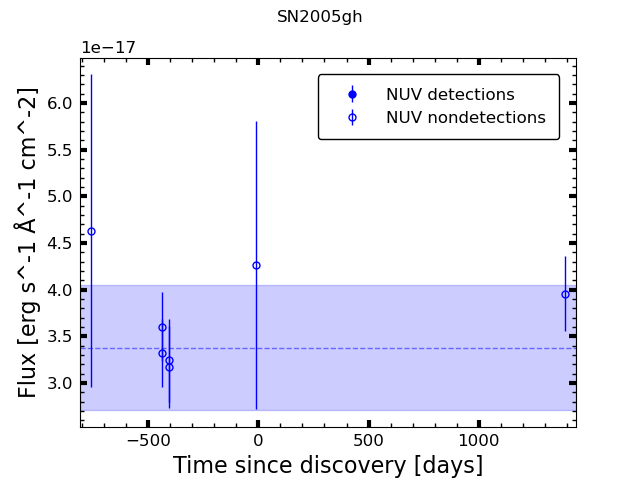 SN2005gh
1e−17
NUV detections
NUV nondetections
Flux [erg s^-1 Å^-1 cm^-2]
6.0
5.5
5.0
4.5
4.0
3.5
3.0
−500 0 500 1000
Time since discovery [days]